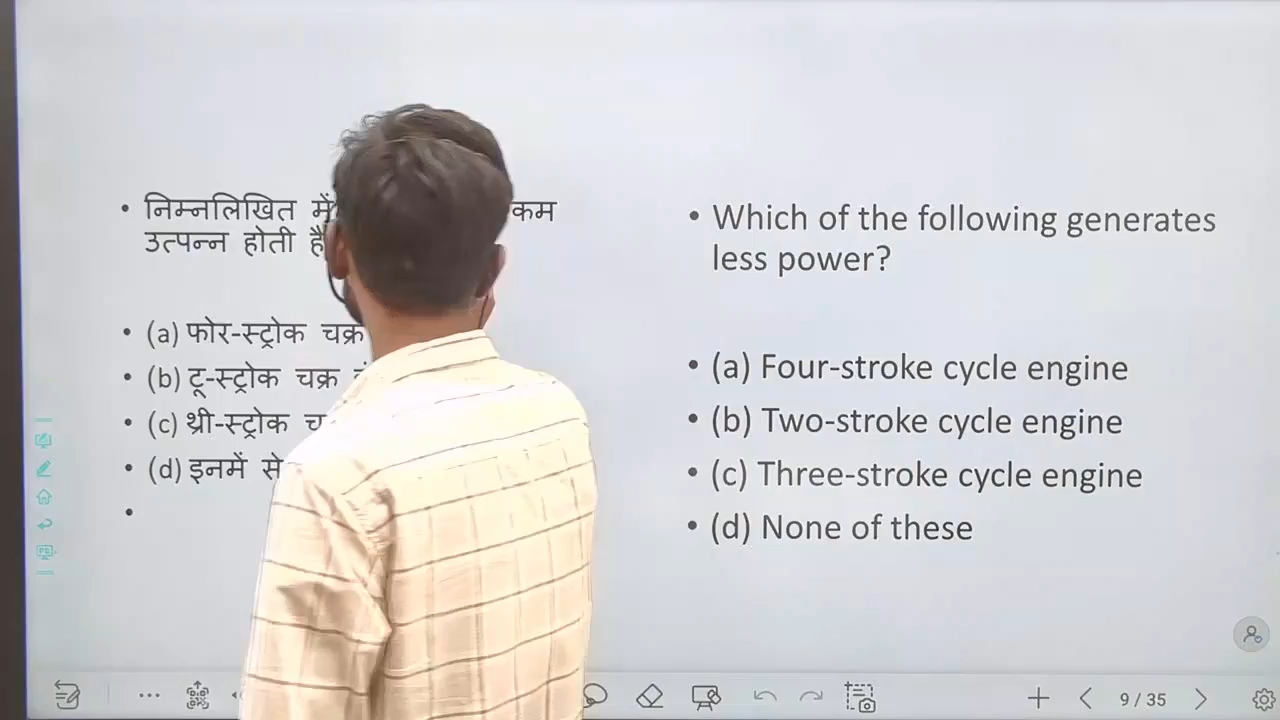 निम्नलिखित में कम
उत्पन्न होती है
(a) फोर-स्ट्रोक चक्र
(b) टू-स्ट्रोक चक्र
(c) थ्री-स्ट्रोक
(d) इनमें से
Which of the following generates
less power?
(a) Four-stroke cycle engine
(b) Two-stroke cycle engine
(c) Three-stroke cycle engine
(d) None of these
9 / 35